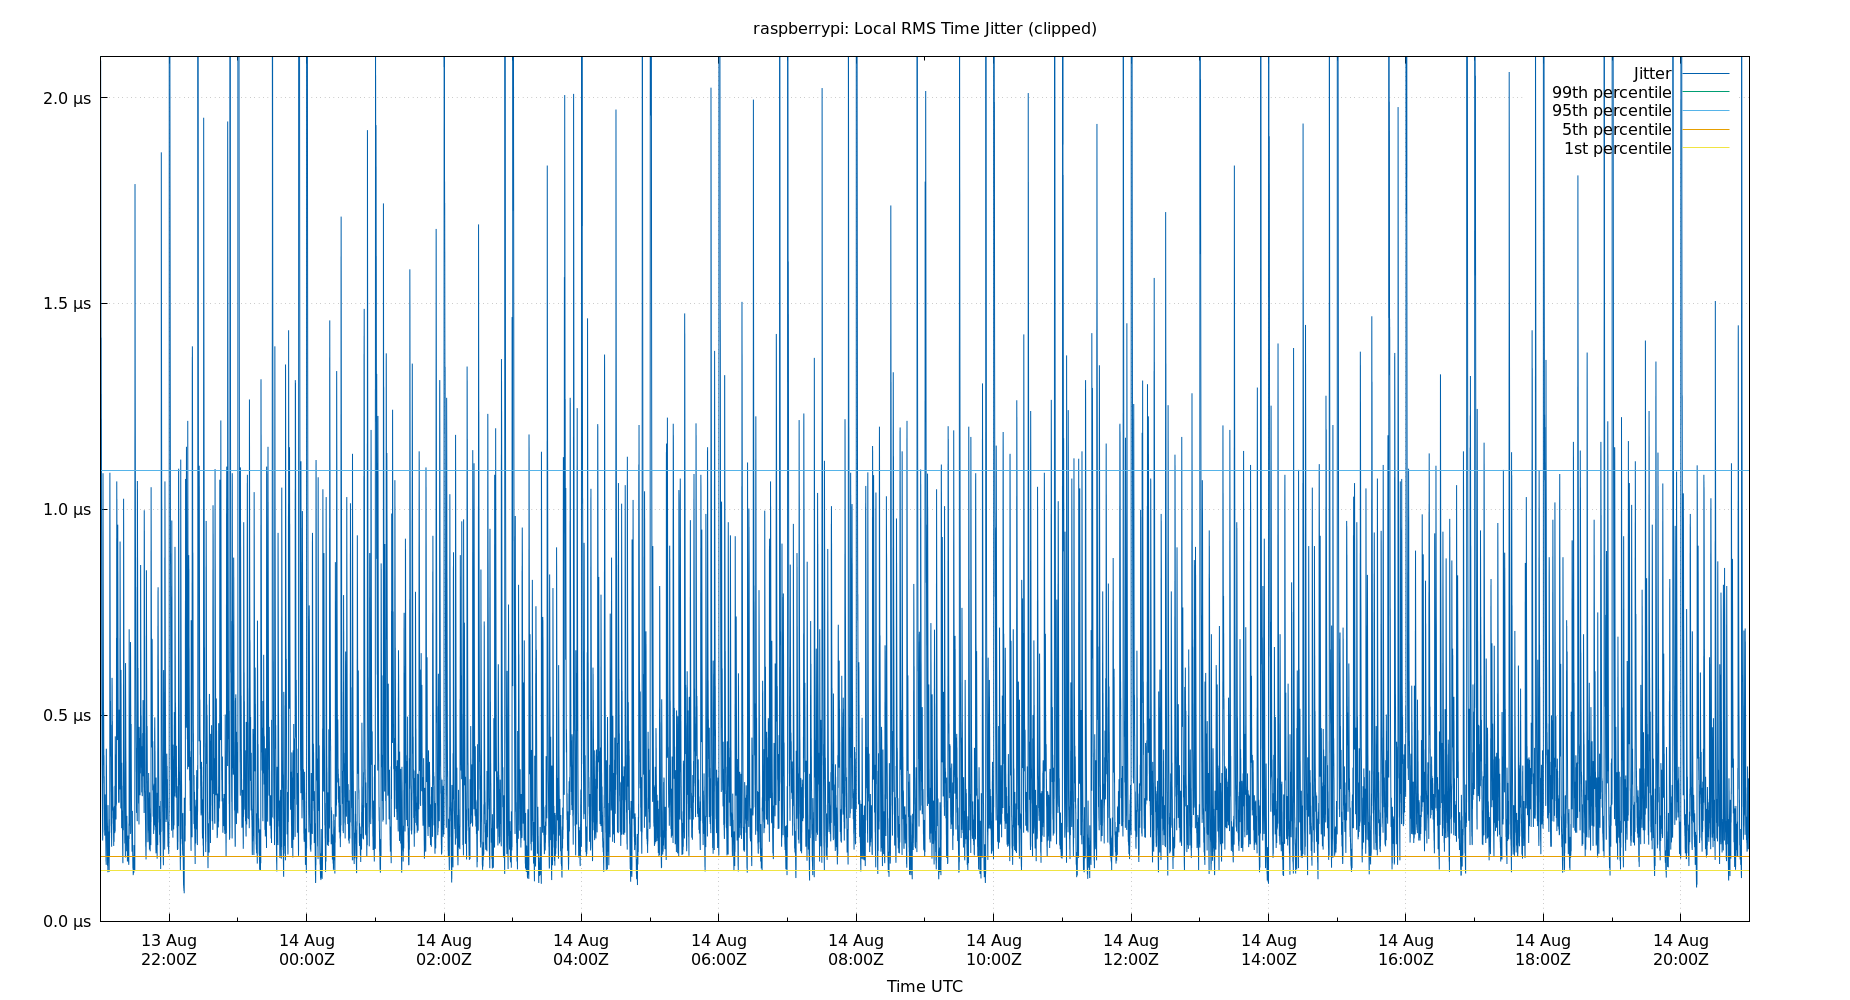 raspberrypi: Local RMS Time Jitter (clipped)
Jitter
99th percentile
95th percentile
5th percentile
1st percentile
2.0 µs
1.5 µs
1.0 µs
0.5 µs
0.0 µs
13 Aug 14 Aug 14 Aug 14 Aug 14 Aug 14 Aug 14 Aug 14 Aug 14 Aug 14 Aug 14 Aug 14 Aug
22:00Z 00:00Z 02:00Z 04:00Z 06:00Z 08:00Z 10:00Z 12:00Z 14:00Z 16:00Z 18:00Z 20:00Z
Time UTC